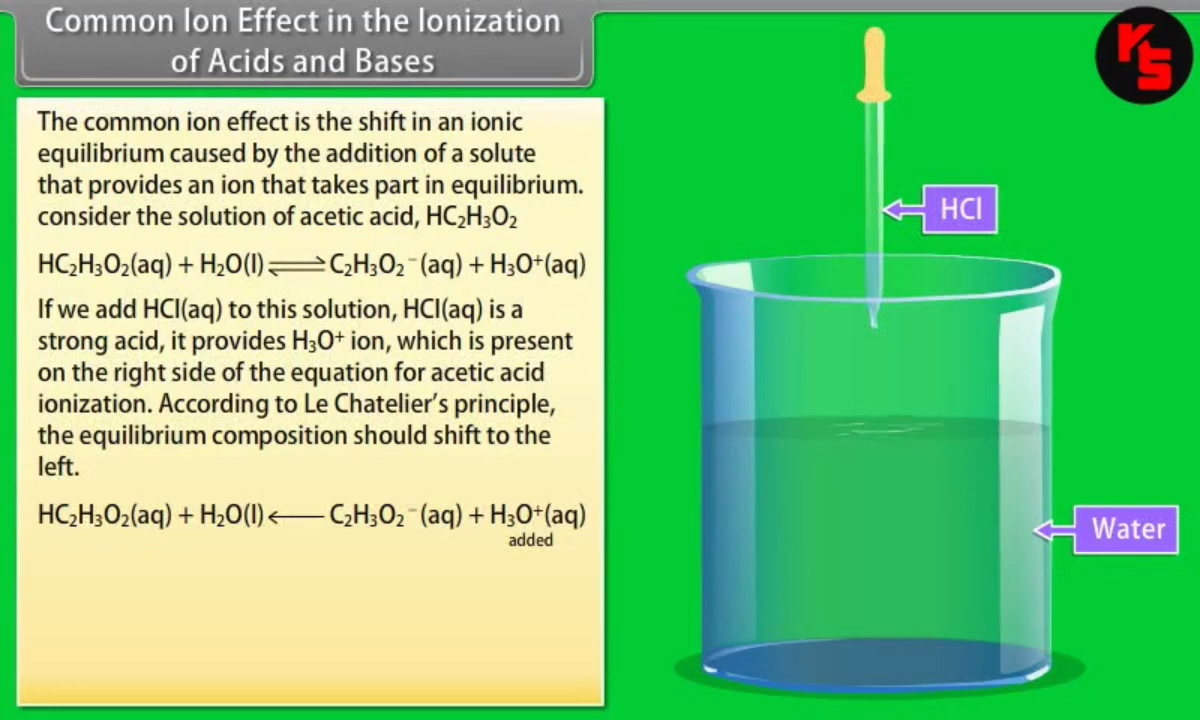 Common Ion Effect in the Ionization
of Acids and Bases
KS
The common ion effect is the shift in an ionic
equilibrium caused by the addition of a solute
that provides an ion that takes part in equilibrium.
consider the solution of acetic acid, HC₂H₃O₂
HC₂H₃O₂(aq) + H₂O(l) ⇌ C₂H₃O₂⁻(aq) + H₃O⁺(aq)
If we add HCl(aq) to this solution, HCl(aq) is a
strong acid, it provides H₃O⁺ ion, which is present
on the right side of the equation for acetic acid
ionization. According to Le Chatelier's principle,
the equilibrium composition should shift to the
left.
HC₂H₃O₂(aq) + H₂O(l) ⟵ C₂H₃O₂⁻(aq) + H₃O⁺(aq)
added
HCl
Water